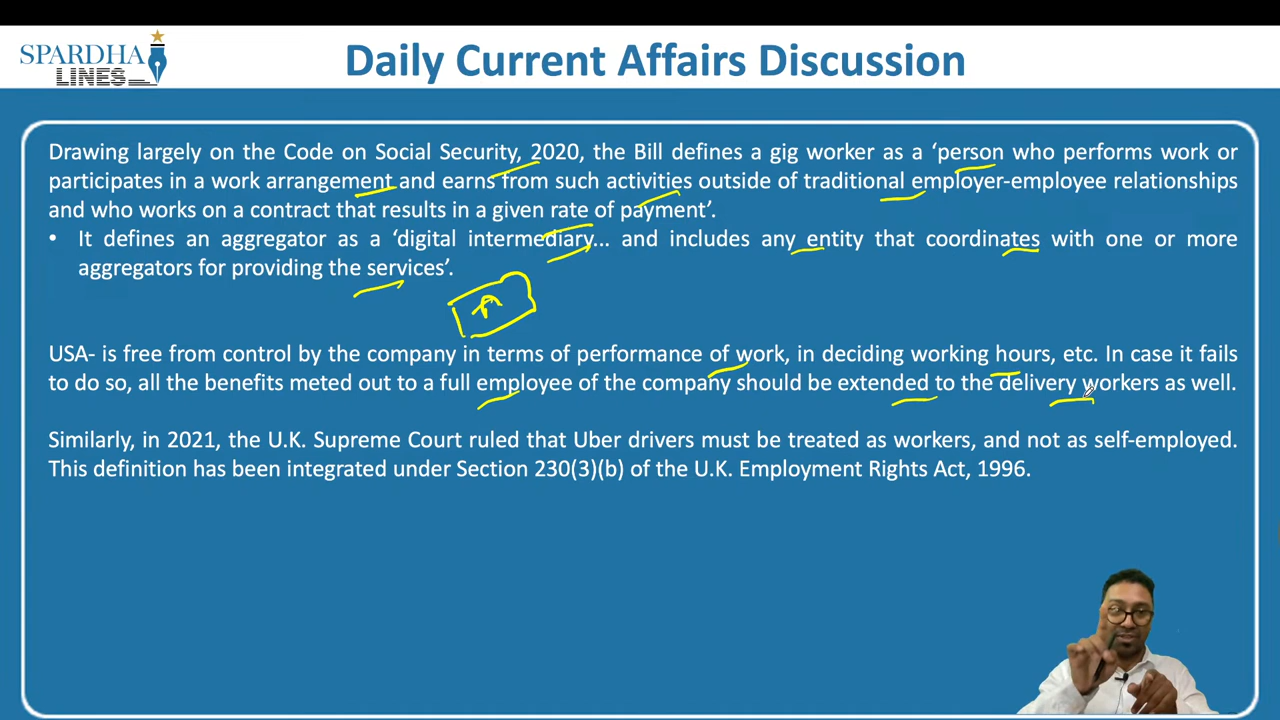 SPARDHA
LINES
Daily Current Affairs Discussion
Drawing largely on the Code on Social Security, 2020, the Bill defines a gig worker as a ‘person who performs work or
participates in a work arrangement and earns from such activities outside of traditional employer-employee relationships
and who works on a contract that results in a given rate of payment’.
• It defines an aggregator as a ‘digital intermediary... and includes any entity that coordinates with one or more
aggregators for providing the services’.
USA- is free from control by the company in terms of performance of work, in deciding working hours, etc. In case it fails
to do so, all the benefits meted out to a full employee of the company should be extended to the delivery workers as well.
Similarly, in 2021, the U.K. Supreme Court ruled that Uber drivers must be treated as workers, and not as self-employed.
This definition has been integrated under Section 230(3)(b) of the U.K. Employment Rights Act, 1996.